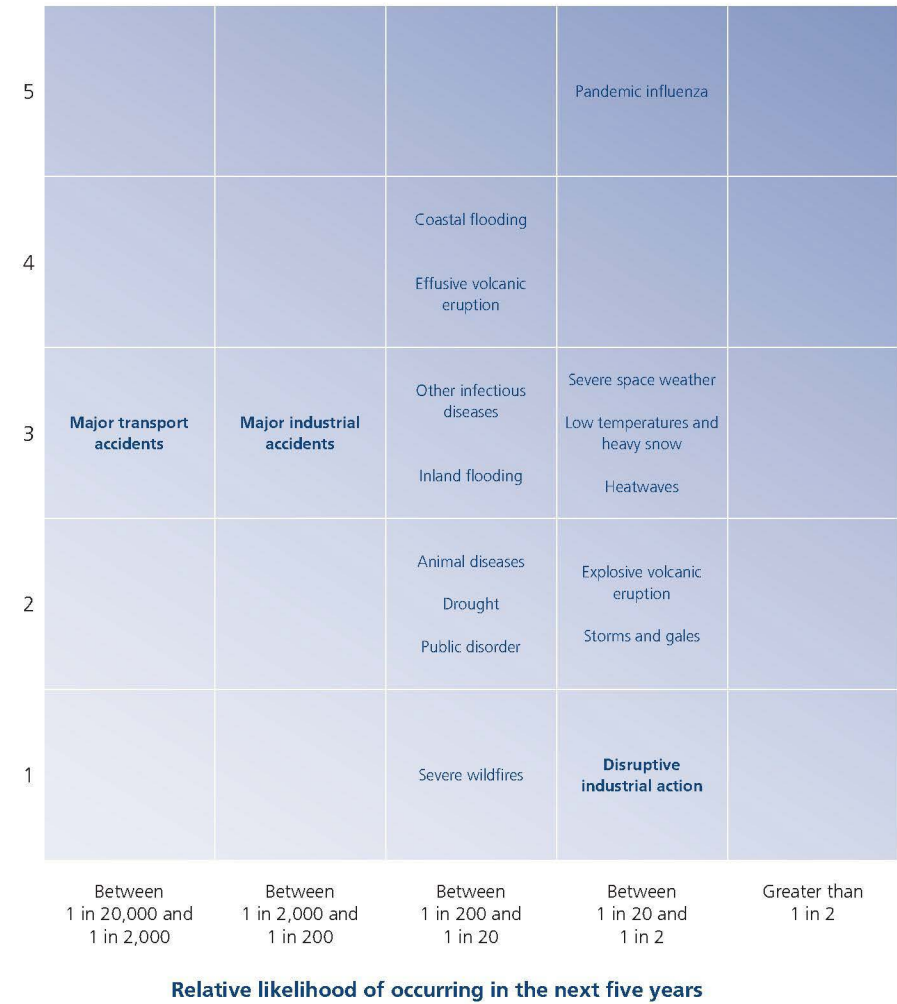 5
Pandemic influenza
4
Coastal flooding
Effusive volcanic
eruption
3
Major transport
accidents
Major industrial
accidents
Other infectious
diseases
Inland flooding
Severe space weather
Low temperatures and
heavy snow
Heatwaves
2
Animal diseases
Drought
Public disorder
Explosive volcanic
eruption
Storms and gales
1
Severe wildfires
Disruptive
industrial action
Between
1 in 20,000 and
1 in 2,000
Between
1 in 2,000 and
1 in 200
Between
1 in 200 and
1 in 20
Between
1 in 20 and
1 in 2
Greater than
1 in 2
Relative likelihood of occurring in the next five years